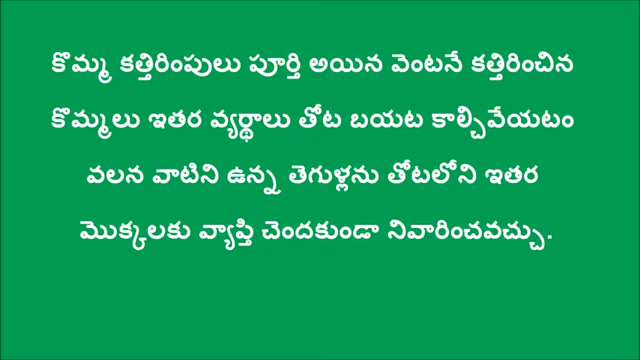 కొమ్మ కత్తిరింపులు పూర్తి అయిన వెంటనే కత్తిరించిన
కొమ్మలు ఇతర వ్యర్థాలు తోట బయట కాల్చివేయటం
వలన వాటిని ఉన్న తెగుళ్లను తోటలోని ఇతర
మొక్కలకు వ్యాప్తి చెందకుండా నివారించవచ్చు.